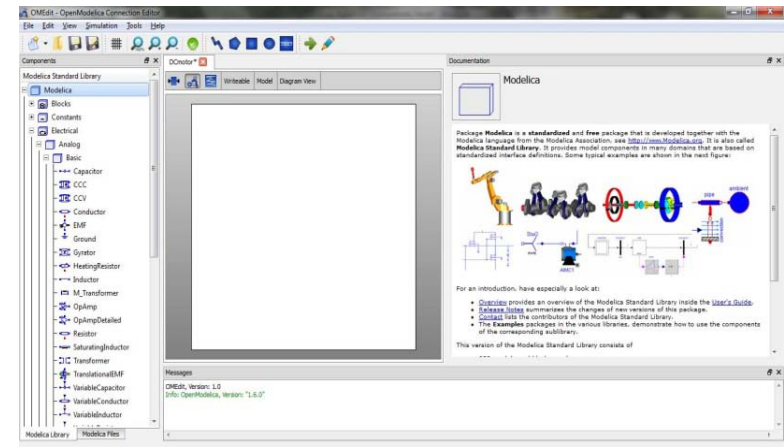 OMEdit - OpenModelica Connection Editor
File Edit View Simulation Tools Help
Components
Modelica Standard Library
Modelica
Blocks
Constants
Electrical
Analog
Basic
Capacitor
CCC
CCV
Conductor
EMF
Ground
Gyrator
HeatingResistor
Inductor
M_Transformer
OpAmp
OpAmpDetailed
Resistor
SaturatingInductor
Transformer
TranslationalEMF
VariableCapacitor
VariableConductor
VariableInductor
Modelica Library Modelica Files
DCmotor*
Writeable Model Diagram View
Documentation
Modelica
Package Modelica is a standardized and free package that is developed together with the
Modelica language from the Modelica Association, see http://www.Modelica.org. It is also called
Modelica Standard Library. It provides model components in many domains that are based on
standardized interface definitions. Some typical examples are shown in the next figure:
pipe
ambient
AIMC1
For an introduction, have especially a look at:
Overview provides an overview of the Modelica Standard Library inside the User's Guide.
Release Notes summarizes the changes of new versions of this package.
Contact lists the contributors of the Modelica Standard Library.
The Examples packages in the various libraries, demonstrate how to use the components
of the corresponding sublibrary.
This version of the Modelica Standard Library consists of
Messages
OMEdit, Version: 1.0
Info: OpenModelica, Version: "1.6.0"